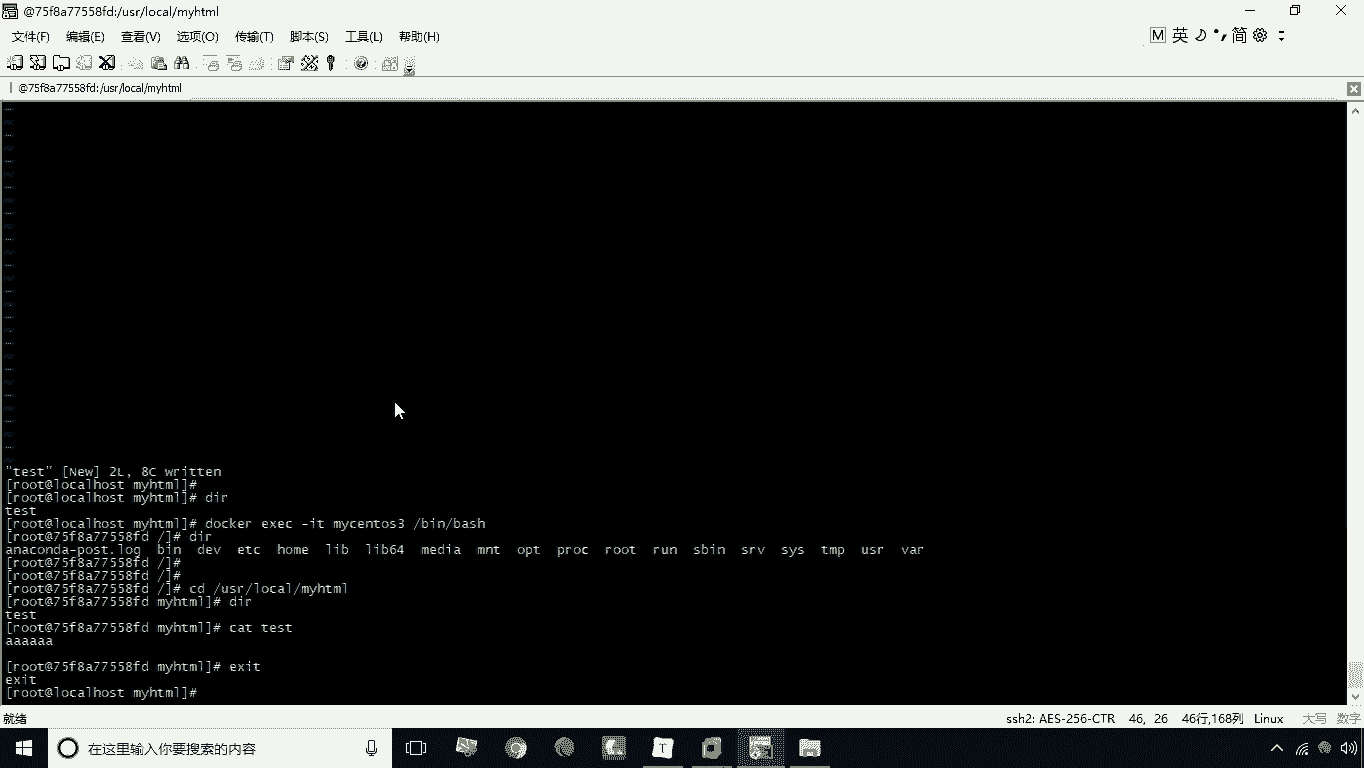 @75f8a77558fd:/usr/local/myhtml
文件(F) 编辑(E) 查看(V) 选项(O) 传输(T) 脚本(S) 工具(L) 帮助(H)
M 英 简
@75f8a77558fd:/usr/local/myhtml
"test" [New] 2L, 8C written
[root@localhost myhtml]#
[root@localhost myhtml]# dir
test
[root@localhost myhtml]# docker exec -it mycentos3 /bin/bash
[root@75f8a77558fd /]# dir
anaconda-post.log bin dev etc home lib lib64 media mnt opt proc root run sbin srv sys tmp usr var
[root@75f8a77558fd /]#
[root@75f8a77558fd /]#
[root@75f8a77558fd /]# cd /usr/local/myhtml
[root@75f8a77558fd myhtml]# dir
test
[root@75f8a77558fd myhtml]# cat test
aaaaaa
[root@75f8a77558fd myhtml]# exit
exit
[root@localhost myhtml]#
就绪 ssh2: AES-256-CTR 46, 26 46行,168列 Linux 大写 数字
在这里输入你要搜索的内容 T